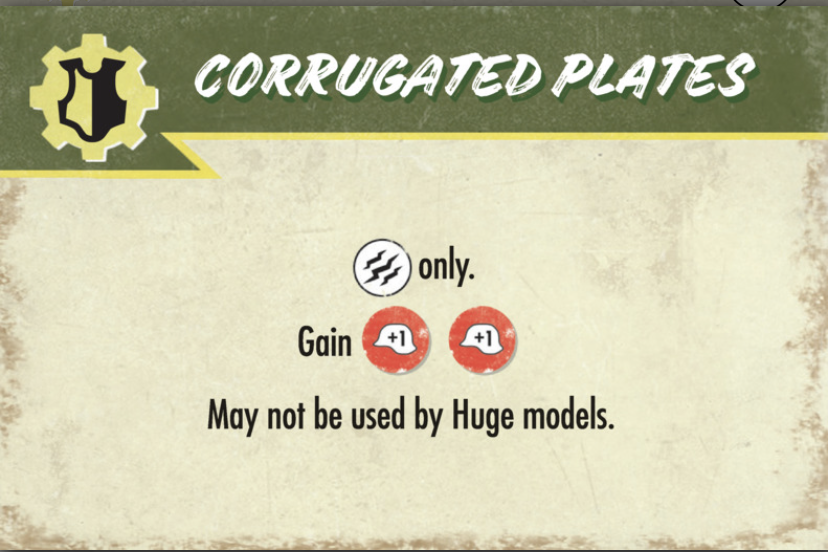 CORRUGATED PLATES
only.
Gain +1 +1
May not be used by Huge models.